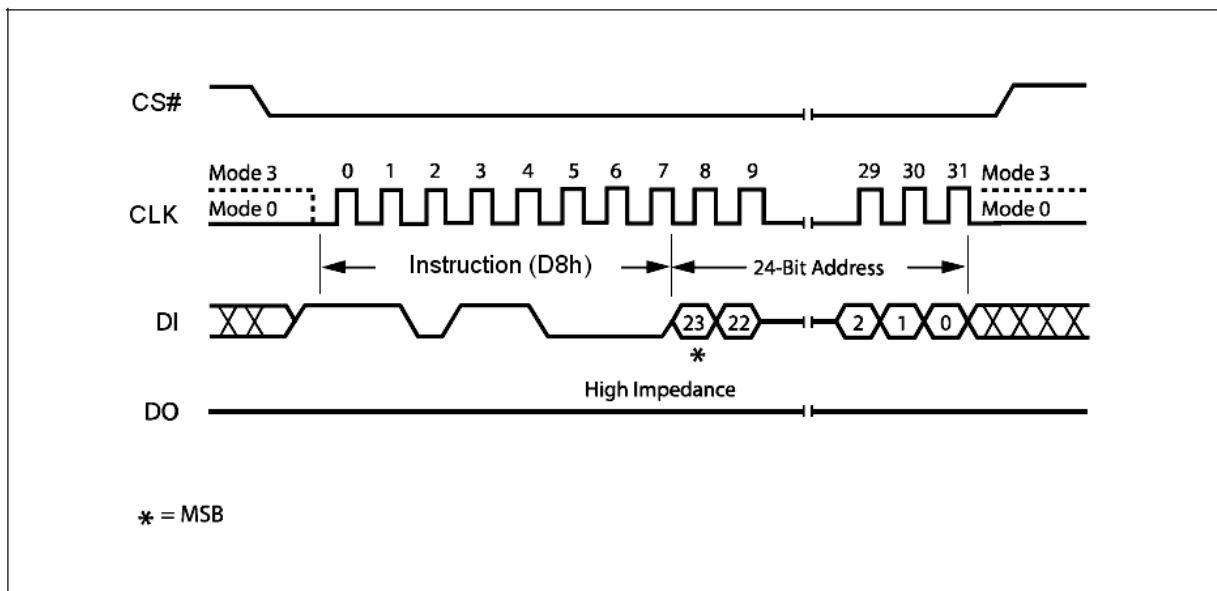 CS#
Mode 3 0 1 2 3 4 5 6 7 8 9 29 30 31 Mode 3
CLK Mode 0 Mode 0
Instruction (D8h) 24-Bit Address
DI 23 22 2 1 0
*
High Impedance
DO
* = MSB